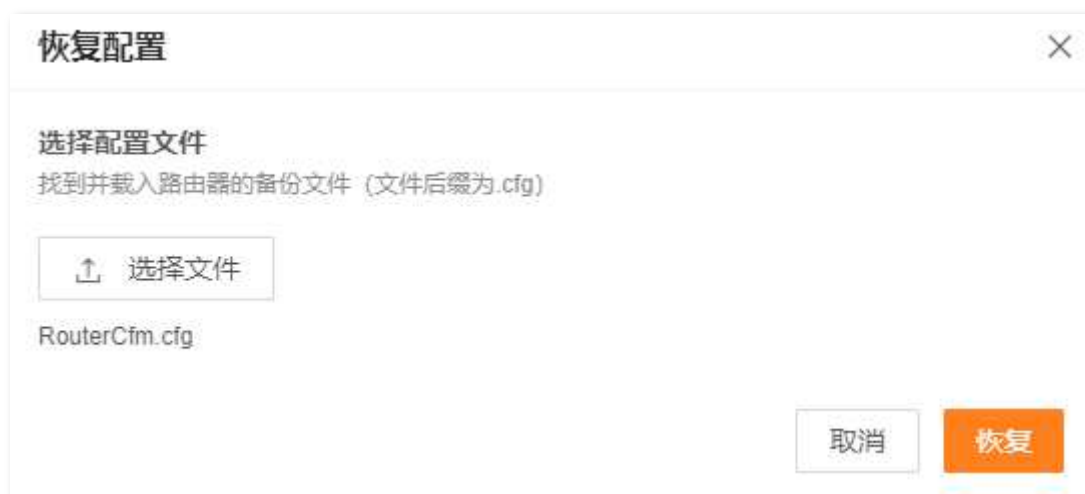 恢复配置
选择配置文件
找到并载入路由器的备份文件（文件后缀为.cfg）
选择文件
RouterCfm.cfg
取消
恢复